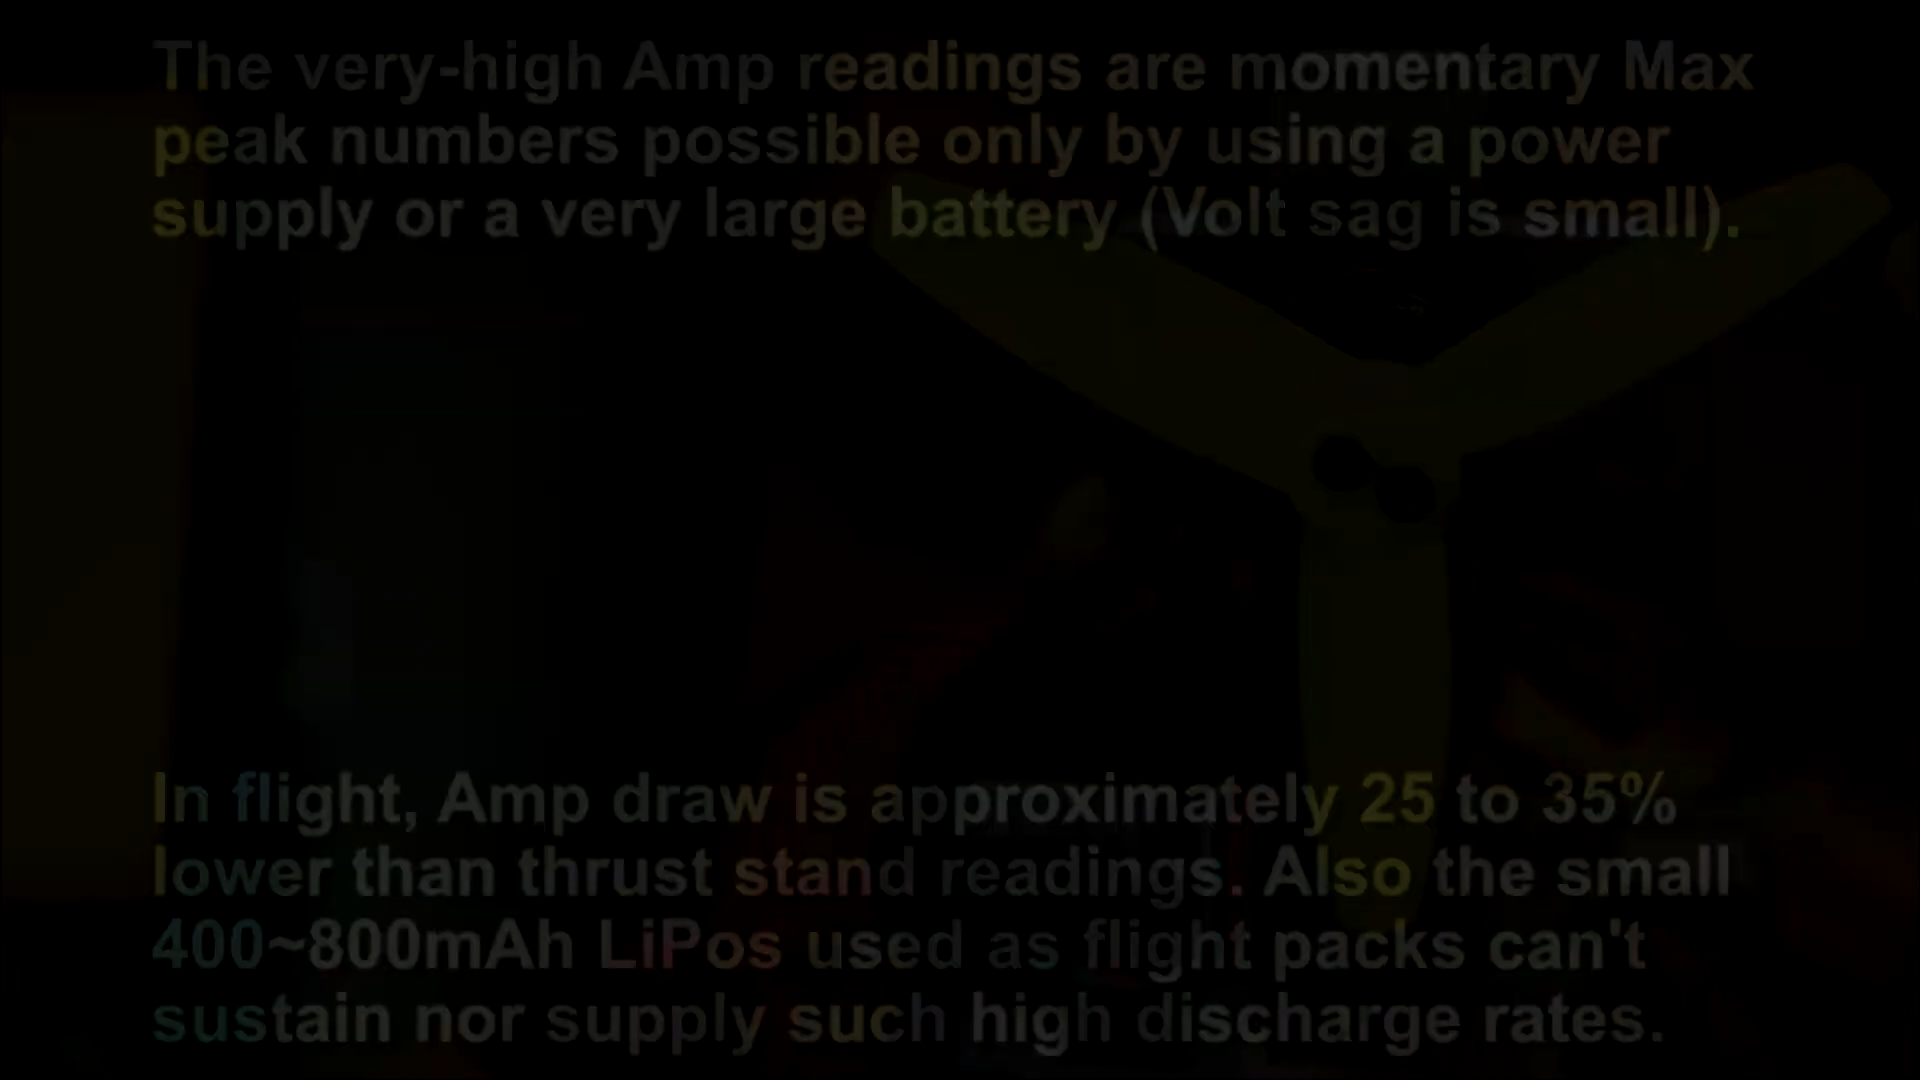 The very-high Amp readings are momentary Max
peak numbers possible only by using a power
supply or a very large battery (Volt sag is small).
In flight, Amp draw is approximately 25 to 35%
lower than thrust stand readings. Also the small
400~800mAh LiPos used as flight packs can't
sustain nor supply such high discharge rates.